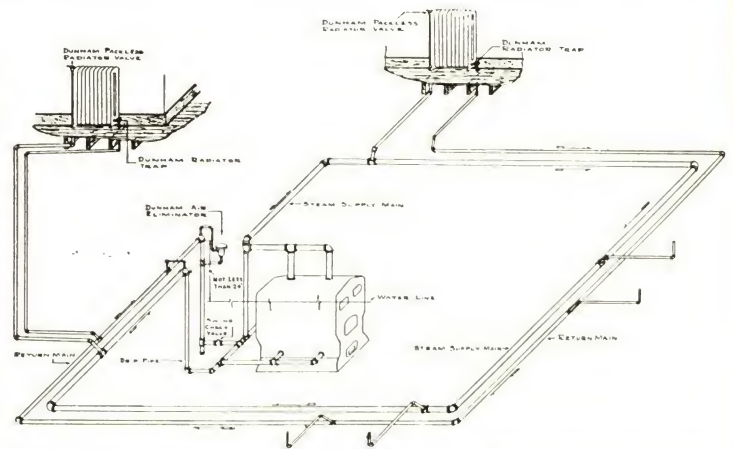 DUNHAM PACKLESS
RADIATOR VALVE
DUNHAM
RADIATOR TRAP
DUNHAM PACKLESS
RADIATOR VALVE
DUNHAM
RADIATOR
TRAP
STEAM SUPPLY MAIN
DUNHAM AIR
ELIMINATOR
NOT LESS
THAN 24"
WATER LINE
SWING
CHECK
VALVE
RETURN MAIN
DRIP PIPE
STEAM SUPPLY MAIN
RETURN MAIN